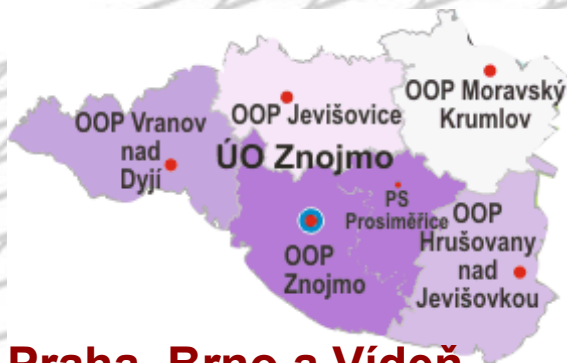 OOP Moravský
Krumlov
OOP Jevišovice
OOP Vranov
nad
Dyjí
ÚO Znojmo
PS
Prosiměřice
OOP
Znojmo
OOP
Hrušovany
nad
Jevišovkou
Praha, Brno a Vídeň